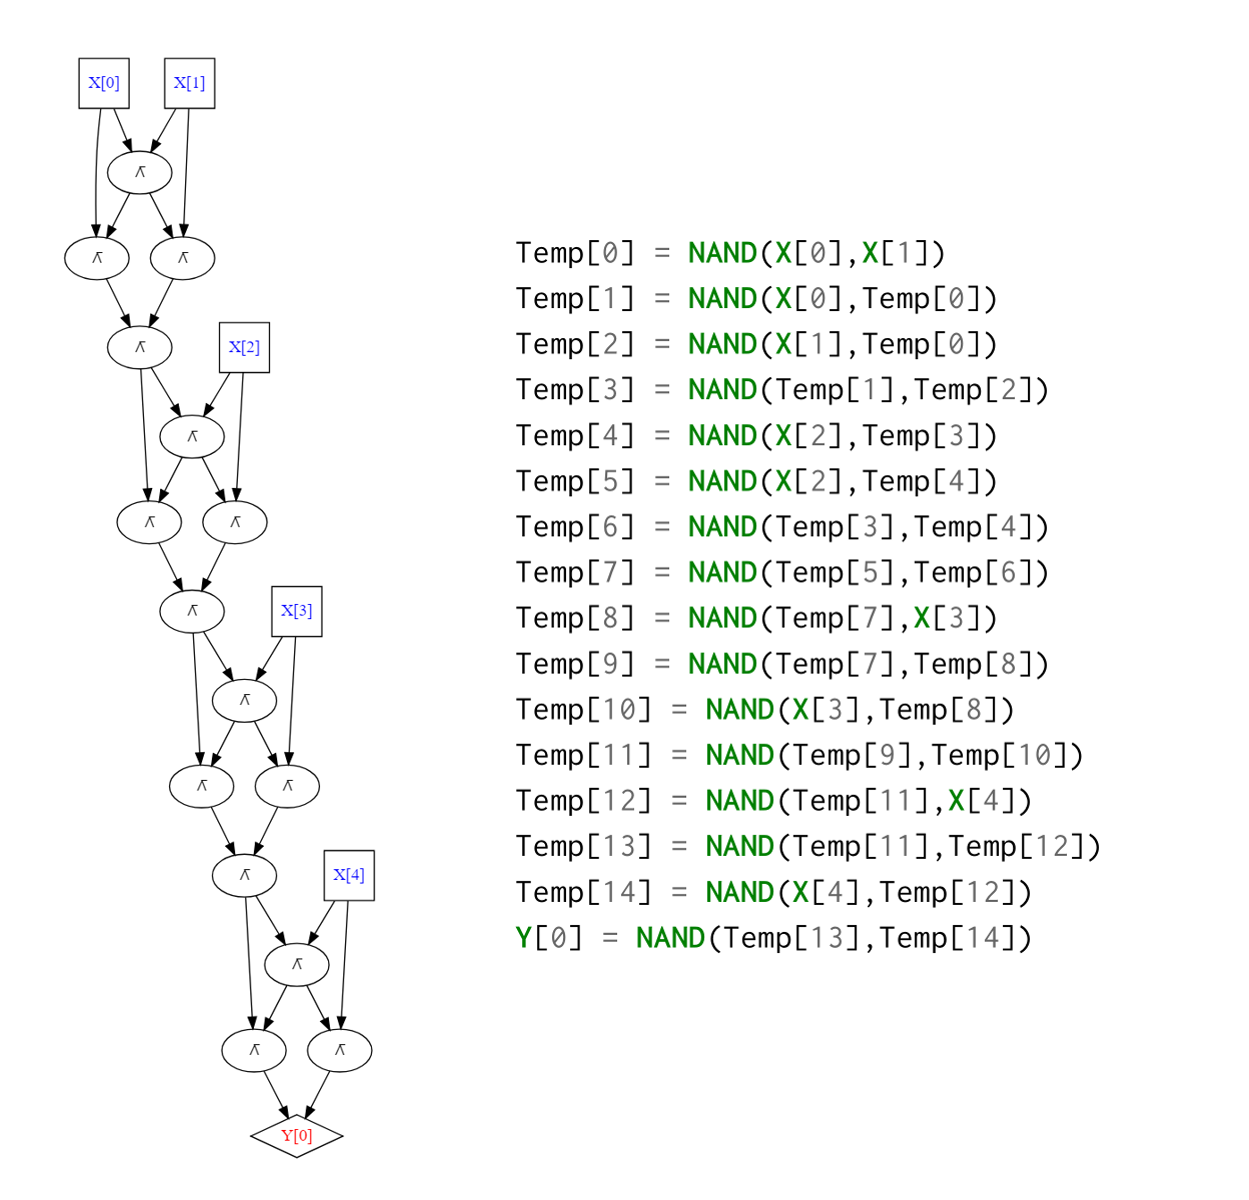 X[0] X[1]
⊼
⊼ ⊼
⊼ X[2]
⊼
⊼ ⊼
⊼ X[3]
⊼
⊼ ⊼
⊼ X[4]
⊼
⊼ ⊼
Y[0]
Temp[0] = NAND(X[0],X[1])
Temp[1] = NAND(X[0],Temp[0])
Temp[2] = NAND(X[1],Temp[0])
Temp[3] = NAND(Temp[1],Temp[2])
Temp[4] = NAND(X[2],Temp[3])
Temp[5] = NAND(X[2],Temp[4])
Temp[6] = NAND(Temp[3],Temp[4])
Temp[7] = NAND(Temp[5],Temp[6])
Temp[8] = NAND(Temp[7],X[3])
Temp[9] = NAND(Temp[7],Temp[8])
Temp[10] = NAND(X[3],Temp[8])
Temp[11] = NAND(Temp[9],Temp[10])
Temp[12] = NAND(Temp[11],X[4])
Temp[13] = NAND(Temp[11],Temp[12])
Temp[14] = NAND(X[4],Temp[12])
Y[0] = NAND(Temp[13],Temp[14])